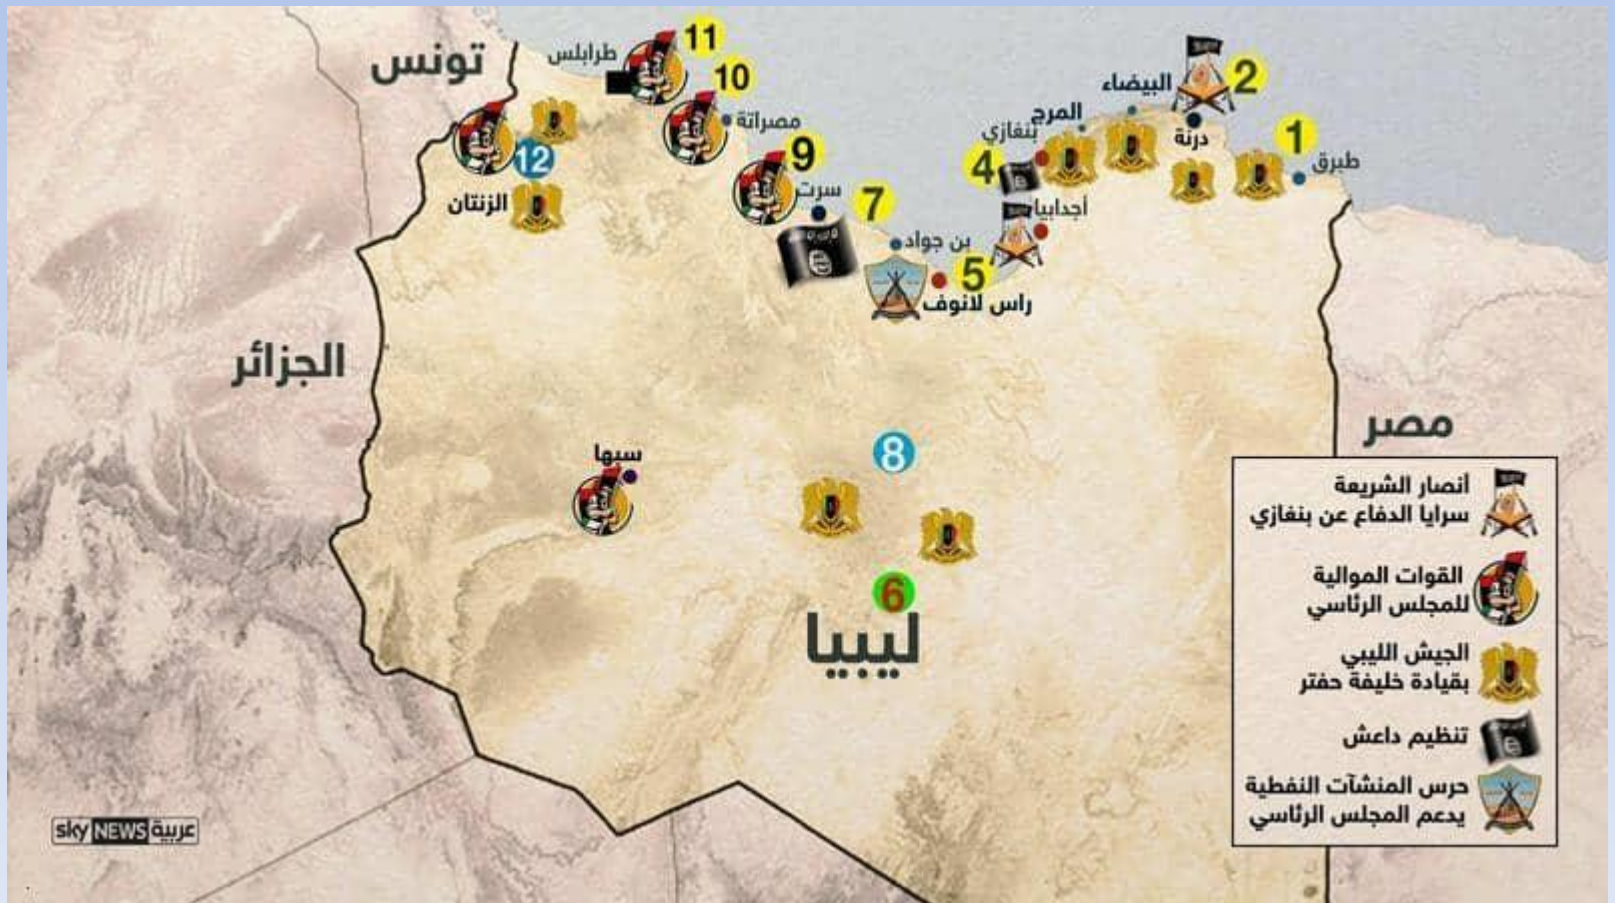 تونس
طرابلس
11
10
مصراتة
12
الزنتان
9
سرت
7
بن جواد
5
راس لانوف
أجدابيا
4
بنغازي
المرج
البيضاء
2
درنة
1
طبرق
الجزائر
سبها
8
6
ليبيا
مصر
أنصار الشريعة
سرايا الدفاع عن بنغازي
القوات الموالية
للمجلس الرئاسي
الجيش الليبي
بقيادة خليفة حفتر
تنظيم داعش
حرس المنشآت النفطية
يدعم المجلس الرئاسي
sky NEWS عربية